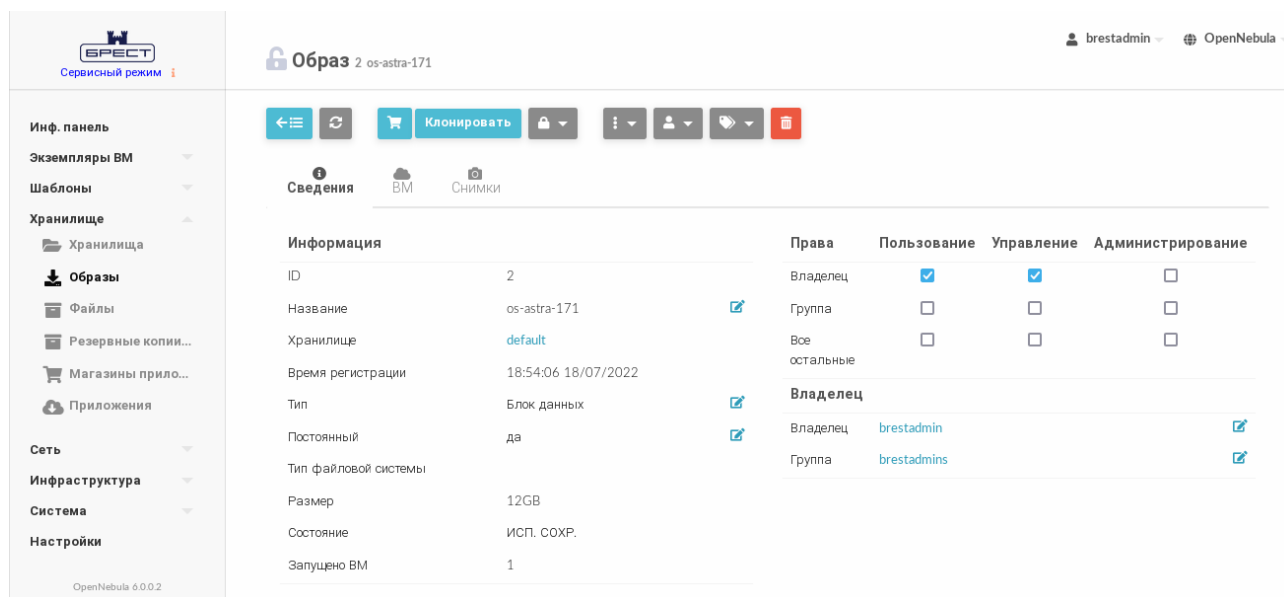 БРЕСТ
Сервисный режим
brestadmin
OpenNebula
Образ 2 os-astra-171
Клонировать
Инф. панель
Экземпляры ВМ
Шаблоны
Хранилище
Хранилища
Образы
Файлы
Резервные копии...
Магазины прило...
Приложения
Сеть
Инфраструктура
Система
Настройки
OpenNebula 6.0.0.2
Сведения ВМ Снимки
Информация
ID 2
Название os-astra-171
Хранилище default
Время регистрации 18:54:06 18/07/2022
Тип Блок данных
Постоянный да
Тип файловой системы
Размер 12GB
Состояние ИСП. СОХР.
Запущено ВМ 1
Права Пользование Управление Администрирование
Владелец
Группа
Все
остальные
Владелец
Владелец brestadmin
Группа brestadmins